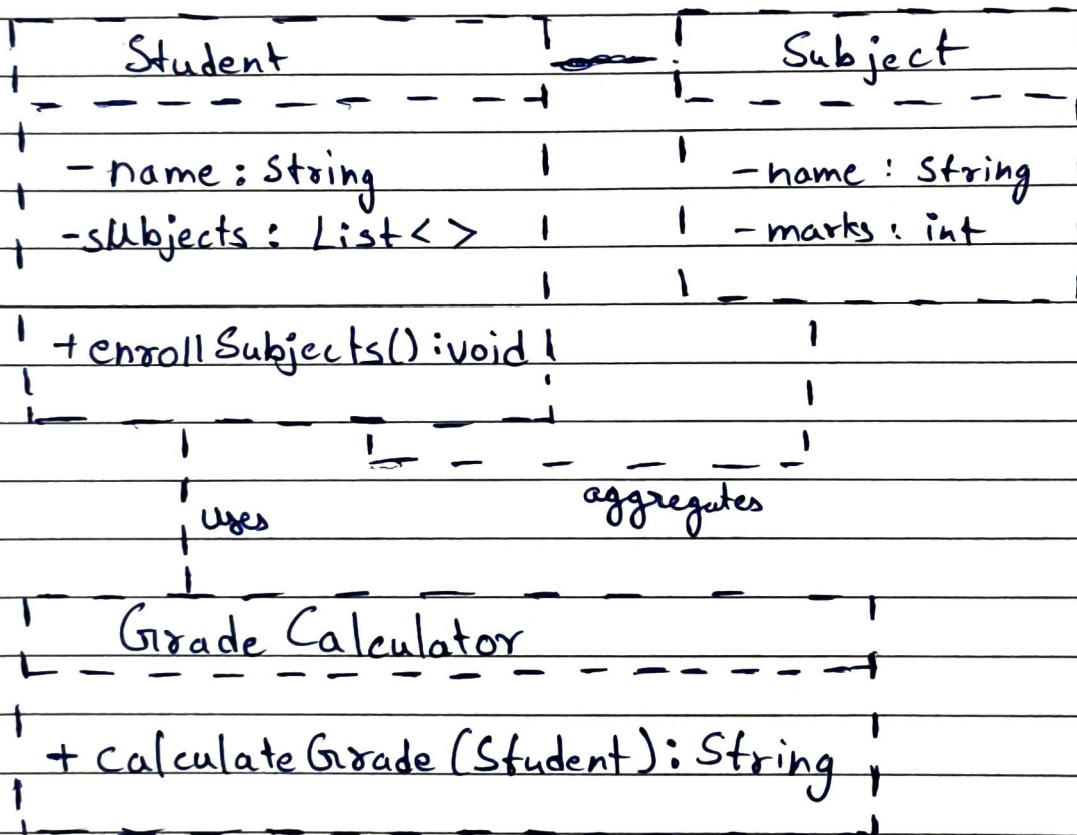 Student
Subject
- name : String
- subjects : List < >
+ enrollSubjects() : void
- name : String
- marks : int
uses
aggregates
Grade Calculator
+ calculateGrade (Student) : String